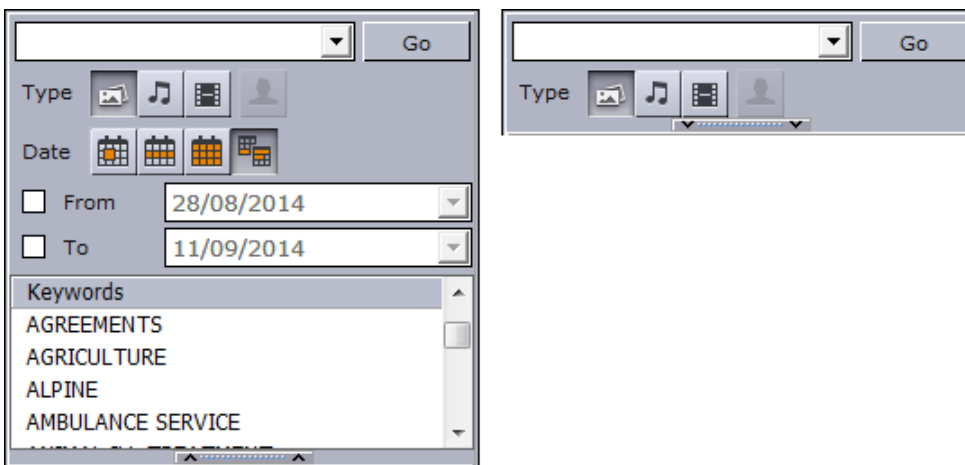 Go
Type
Date
From 28/08/2014
To 11/09/2014
Keywords
AGREEMENTS
AGRICULTURE
ALPINE
AMBULANCE SERVICE
Go
Type